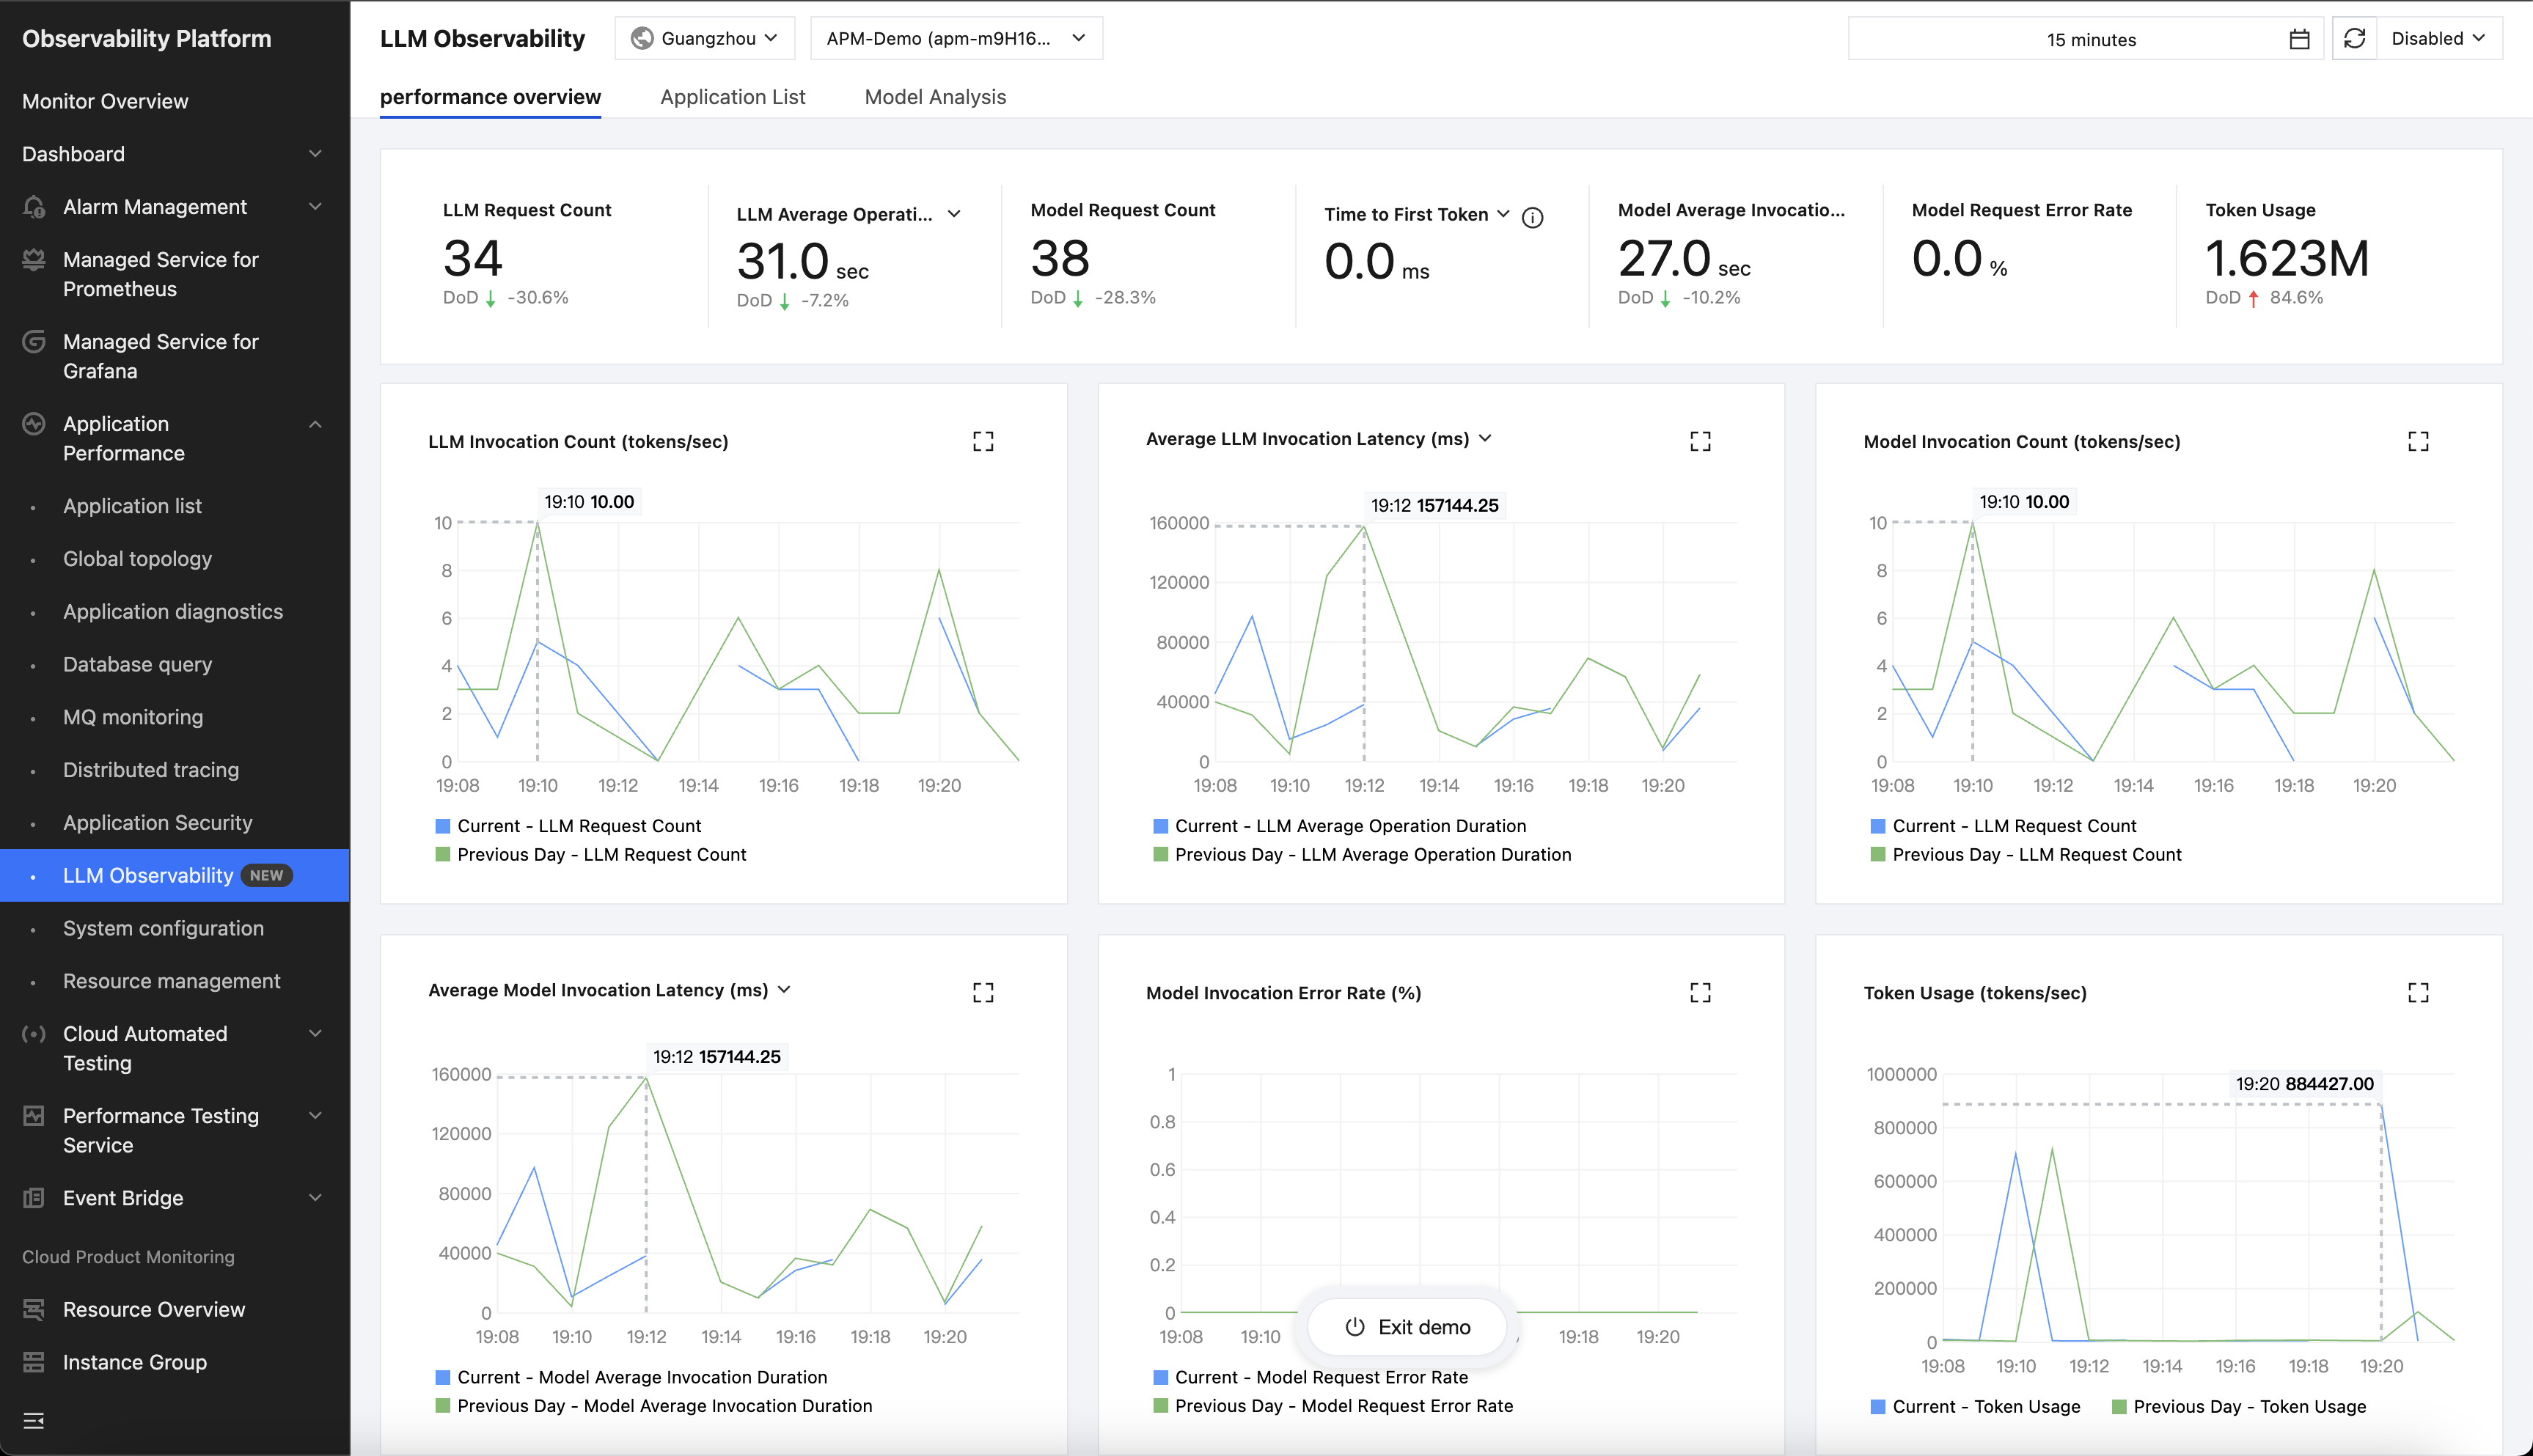 Observability Platform
Monitor Overview
Dashboard
Alarm Management
Managed Service for
Prometheus
Managed Service for
Grafana
Application
Performance
Application list
Global topology
Application diagnostics
Database query
MQ monitoring
Distributed tracing
Application Security
LLM Observability NEW
System configuration
Resource management
Cloud Automated
Testing
Performance Testing
Service
Event Bridge
Cloud Product Monitoring
Resource Overview
Instance Group
LLM Observability Guangzhou APM-Demo (apm-m9H16... 15 minutes Disabled
performance overview Application List Model Analysis
LLM Request Count
34
DoD ↓ -30.6%
LLM Average Operati...
31.0 sec
DoD ↓ -7.2%
Model Request Count
38
DoD ↓ -28.3%
Time to First Token
0.0 ms
Model Average Invocatio...
27.0 sec
DoD ↓ -10.2%
Model Request Error Rate
0.0 %
Token Usage
1.623M
DoD ↑ 84.6%
LLM Invocation Count (tokens/sec)
19:10 10.00
10
8
6
4
2
0
19:08 19:10 19:12 19:14 19:16 19:18 19:20
Current - LLM Request Count
Previous Day - LLM Request Count
Average LLM Invocation Latency (ms)
19:12 157144.25
160000
120000
80000
40000
0
19:08 19:10 19:12 19:14 19:16 19:18 19:20
Current - LLM Average Operation Duration
Previous Day - LLM Average Operation Duration
Model Invocation Count (tokens/sec)
19:10 10.00
10
8
6
4
2
0
19:08 19:10 19:12 19:14 19:16 19:18 19:20
Current - LLM Request Count
Previous Day - LLM Request Count
Average Model Invocation Latency (ms)
19:12 157144.25
160000
120000
80000
40000
0
19:08 19:10 19:12 19:14 19:16 19:18 19:20
Current - Model Average Invocation Duration
Previous Day - Model Average Invocation Duration
Model Invocation Error Rate (%)
1
0.8
0.6
0.4
0.2
0
19:08 19:10 19:18 19:20
Exit demo
Current - Model Request Error Rate
Previous Day - Model Request Error Rate
Token Usage (tokens/sec)
19:20 884427.00
1000000
800000
600000
400000
200000
0
19:08 19:10 19:12 19:14 19:16 19:18 19:20
Current - Token Usage Previous Day - Token Usage